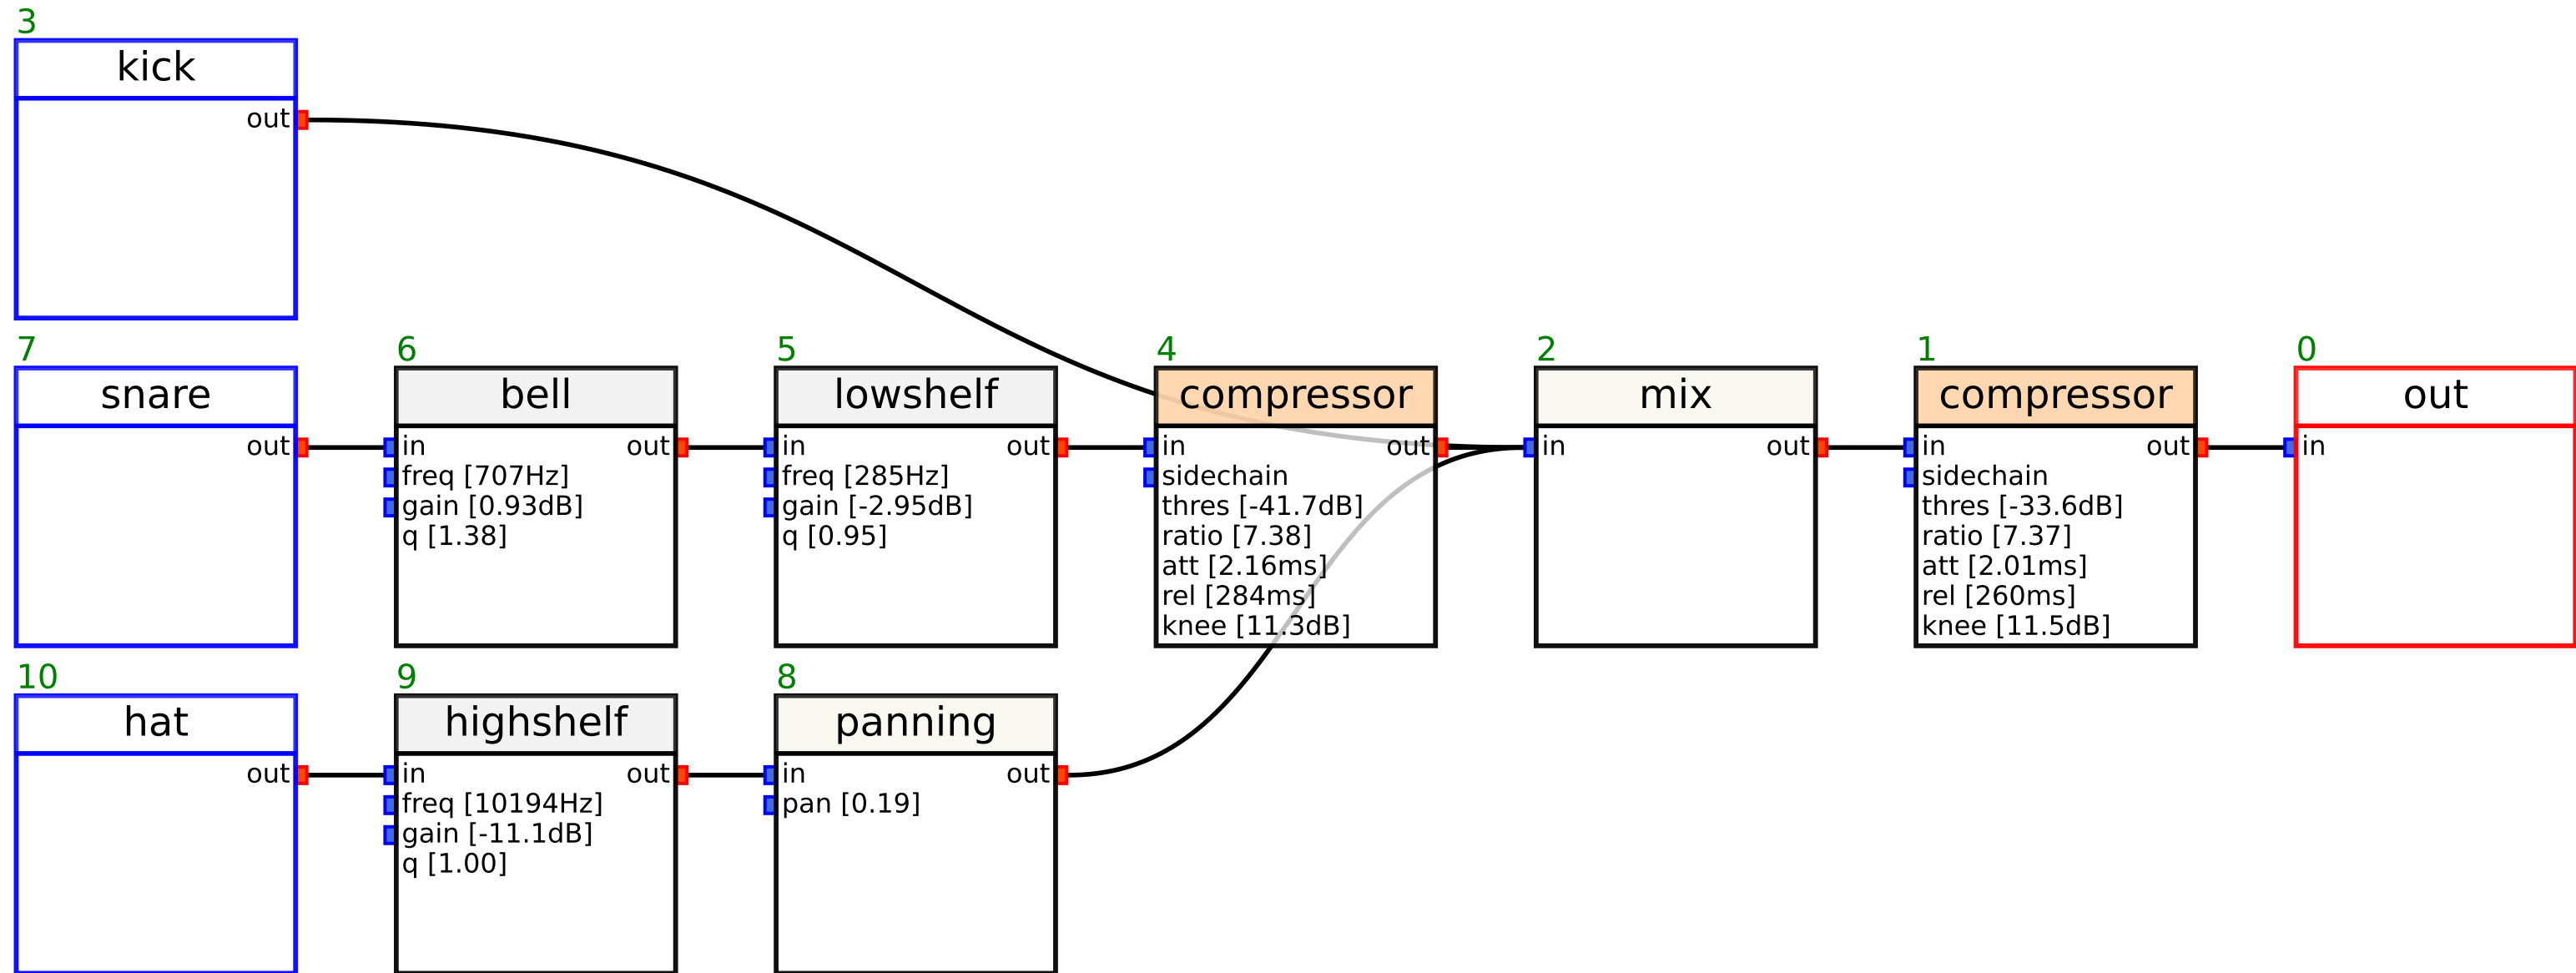 3
kick
out
7
snare
out
6
bell
in out
freq [707Hz]
gain [0.93dB]
q [1.38]
5
lowshelf
in out
freq [285Hz]
gain [-2.95dB]
q [0.95]
4
compressor
in out
sidechain
thres [-41.7dB]
ratio [7.38]
att [2.16ms]
rel [284ms]
knee [11.3dB]
2
mix
in out
1
compressor
in out
sidechain
thres [-33.6dB]
ratio [7.37]
att [2.01ms]
rel [260ms]
knee [11.5dB]
0
out
in
10
hat
out
9
highshelf
in out
freq [10194Hz]
gain [-11.1dB]
q [1.00]
8
panning
in out
pan [0.19]